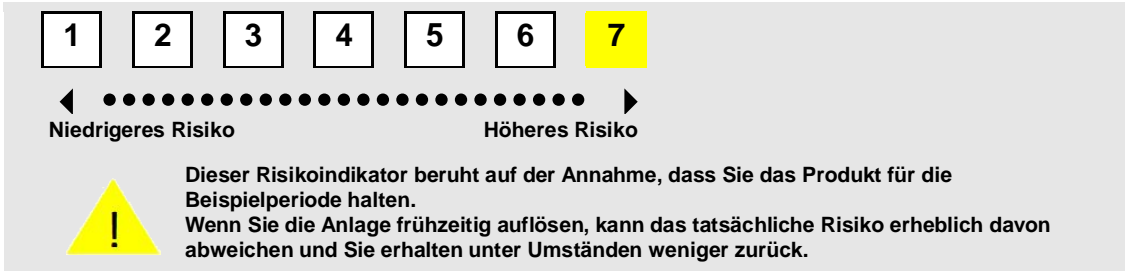 1 2 3 4 5 6 7
Niedrigeres Risiko Höheres Risiko
Dieser Risikoindikator beruht auf der Annahme, dass Sie das Produkt für die
Beispielperiode halten.
Wenn Sie die Anlage frühzeitig auflösen, kann das tatsächliche Risiko erheblich davon
abweichen und Sie erhalten unter Umständen weniger zurück.
!